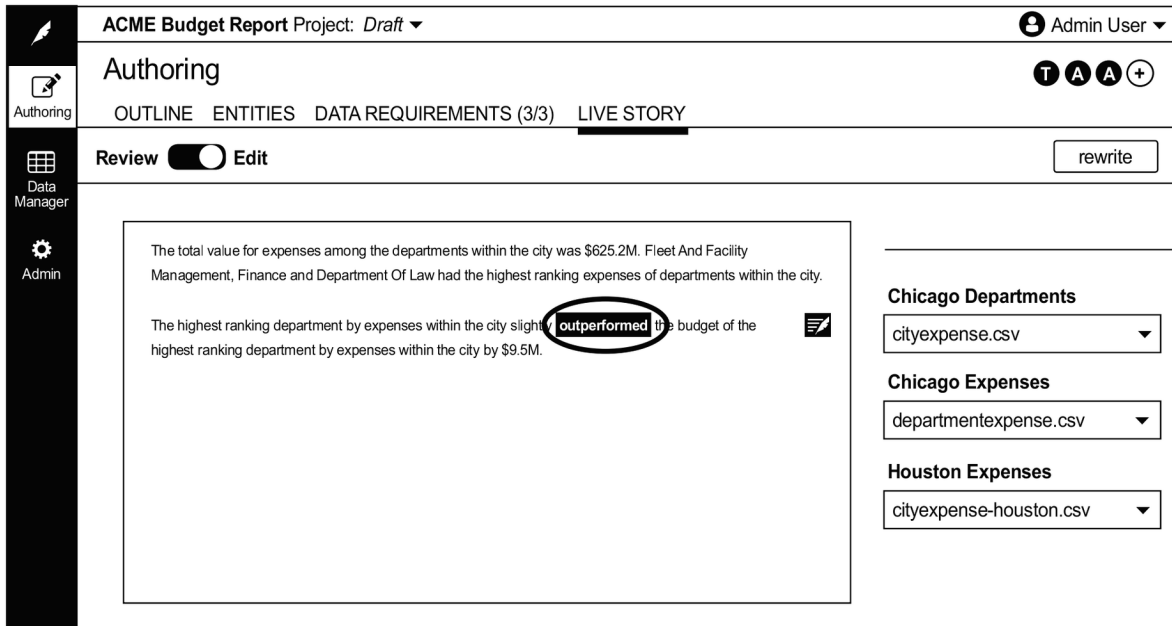 ACME Budget Report Project: Draft
Admin User
Authoring
T A A +
Authoring
OUTLINE ENTITIES DATA REQUIREMENTS (3/3) LIVE STORY
Review Edit
rewrite
Data
Manager
Admin
The total value for expenses among the departments within the city was $625.2M. Fleet And Facility
Management, Finance and Department Of Law had the highest ranking expenses of departments within the city.
The highest ranking department by expenses within the city slightly outperformed the budget of the
highest ranking department by expenses within the city by $9.5M.
Chicago Departments
cityexpense.csv
Chicago Expenses
departmentexpense.csv
Houston Expenses
cityexpense-houston.csv